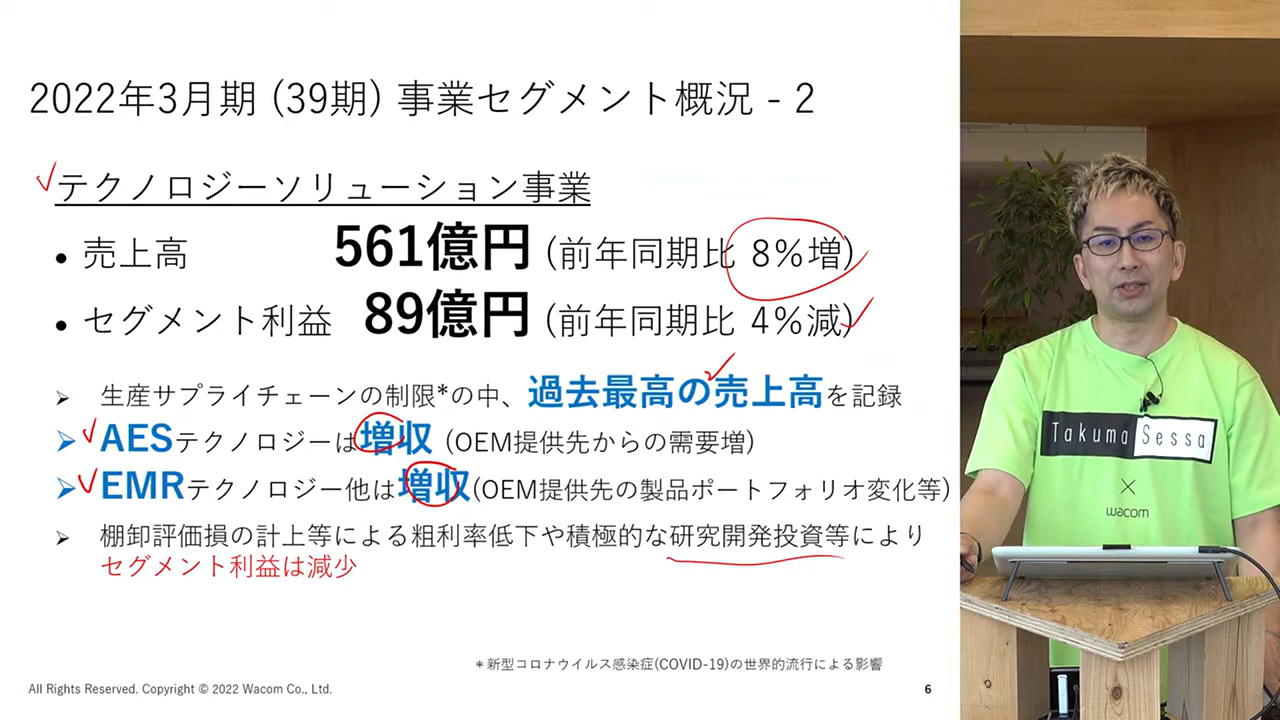 2022年3月期 (39期) 事業セグメント概況 - 2
テクノロジーソリューション事業
• 売上高 561億円 (前年同期比 8%増)
• セグメント利益 89億円 (前年同期比 4%減)
➢ 生産サプライチェーンの制限*の中、過去最高の売上高を記録
➢ AESテクノロジーは増収 (OEM提供先からの需要増)
➢ EMRテクノロジー他は増収(OEM提供先の製品ポートフォリオ変化等)
➢ 棚卸評価損の計上等による粗利率低下や積極的な研究開発投資等により
セグメント利益は減少
*新型コロナウイルス感染症(COVID-19)の世界的流行による影響
All Rights Reserved. Copyright © 2022 Wacom Co., Ltd.
6
Takuma Sessa
×
wacom